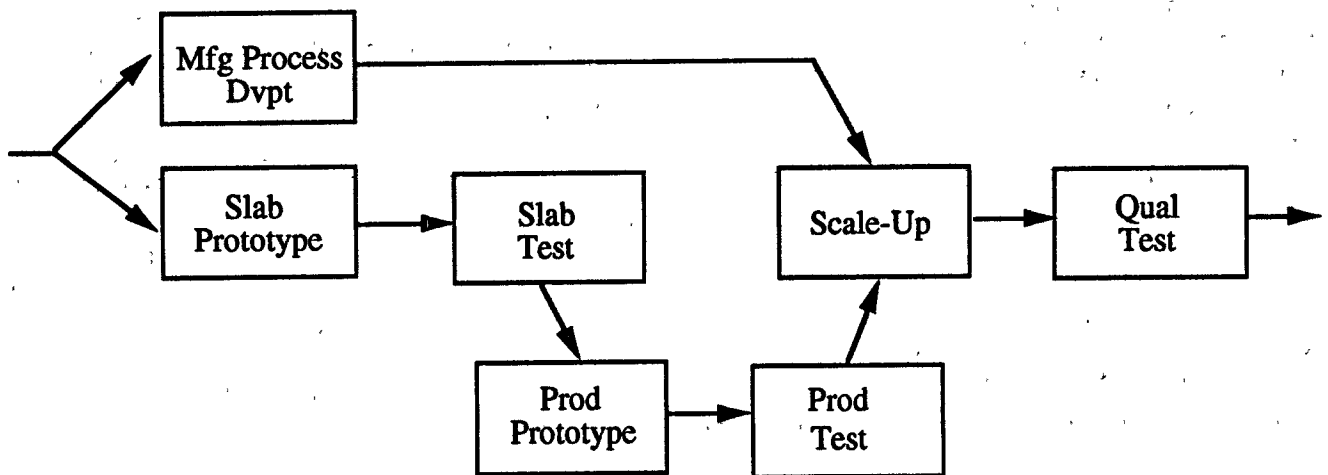 Mfg Process
Dvpt
Slab
Prototype
Slab
Test
Scale-Up
Qual
Test
Prod
Prototype
Prod
Test